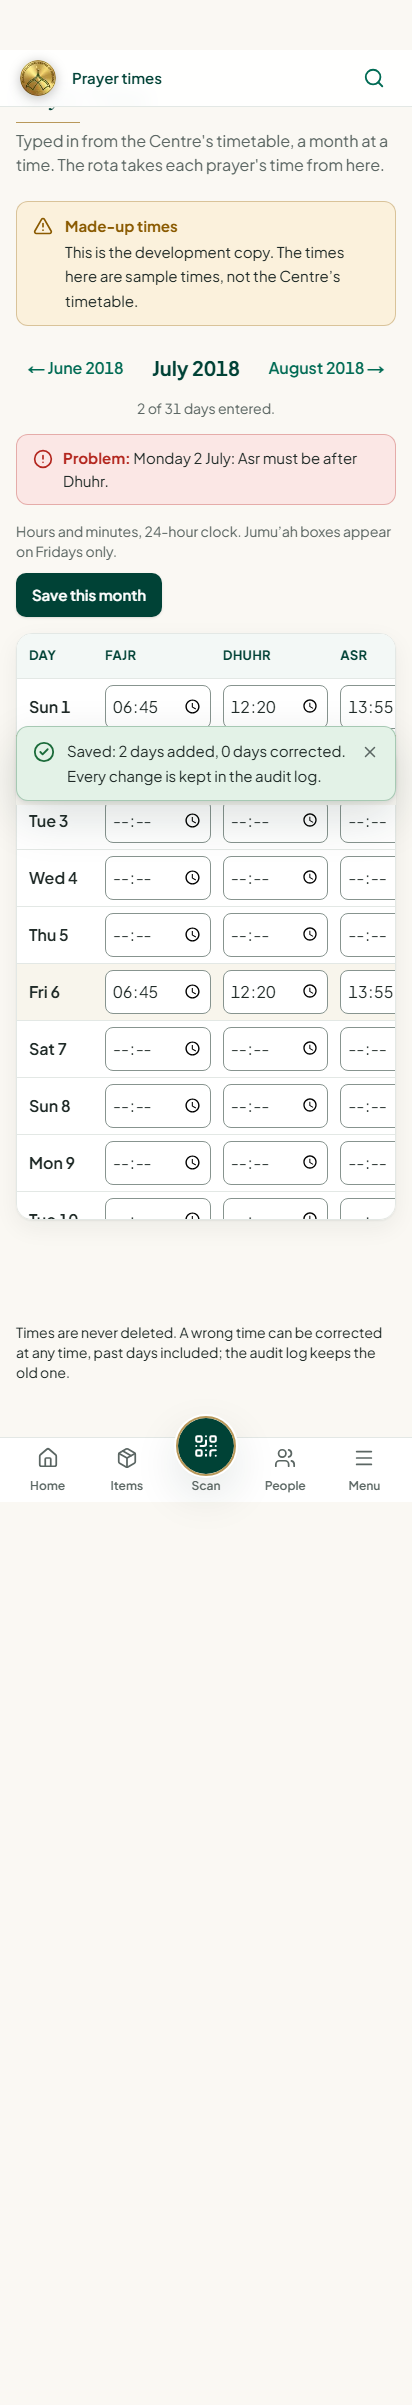 Prayer times
Typed in from the Centre's timetable, a month at a
time. The rota takes each prayer's time from here.
Made-up times
This is the development copy. The times
here are sample times, not the Centre's
timetable.
← June 2018 July 2018 August 2018 →
2 of 31 days entered.
Problem: Monday 2 July: Asr must be after
Dhuhr.
Hours and minutes, 24-hour clock. Jumu'ah boxes appear
on Fridays only.
Save this month
DAY FAJR DHUHR ASR
Sun 1 06:45 12:20 13:55
Saved: 2 days added, 0 days corrected.
Every change is kept in the audit log.
Tue 3 --:-- --:-- --:--
Wed 4 --:-- --:-- --:--
Thu 5 --:-- --:-- --:--
Fri 6 06:45 12:20 13:55
Sat 7 --:-- --:-- --:--
Sun 8 --:-- --:-- --:--
Mon 9 --:-- --:-- --:--
Tue 10
Times are never deleted. A wrong time can be corrected
at any time, past days included; the audit log keeps the
old one.
Home Items Scan People Menu